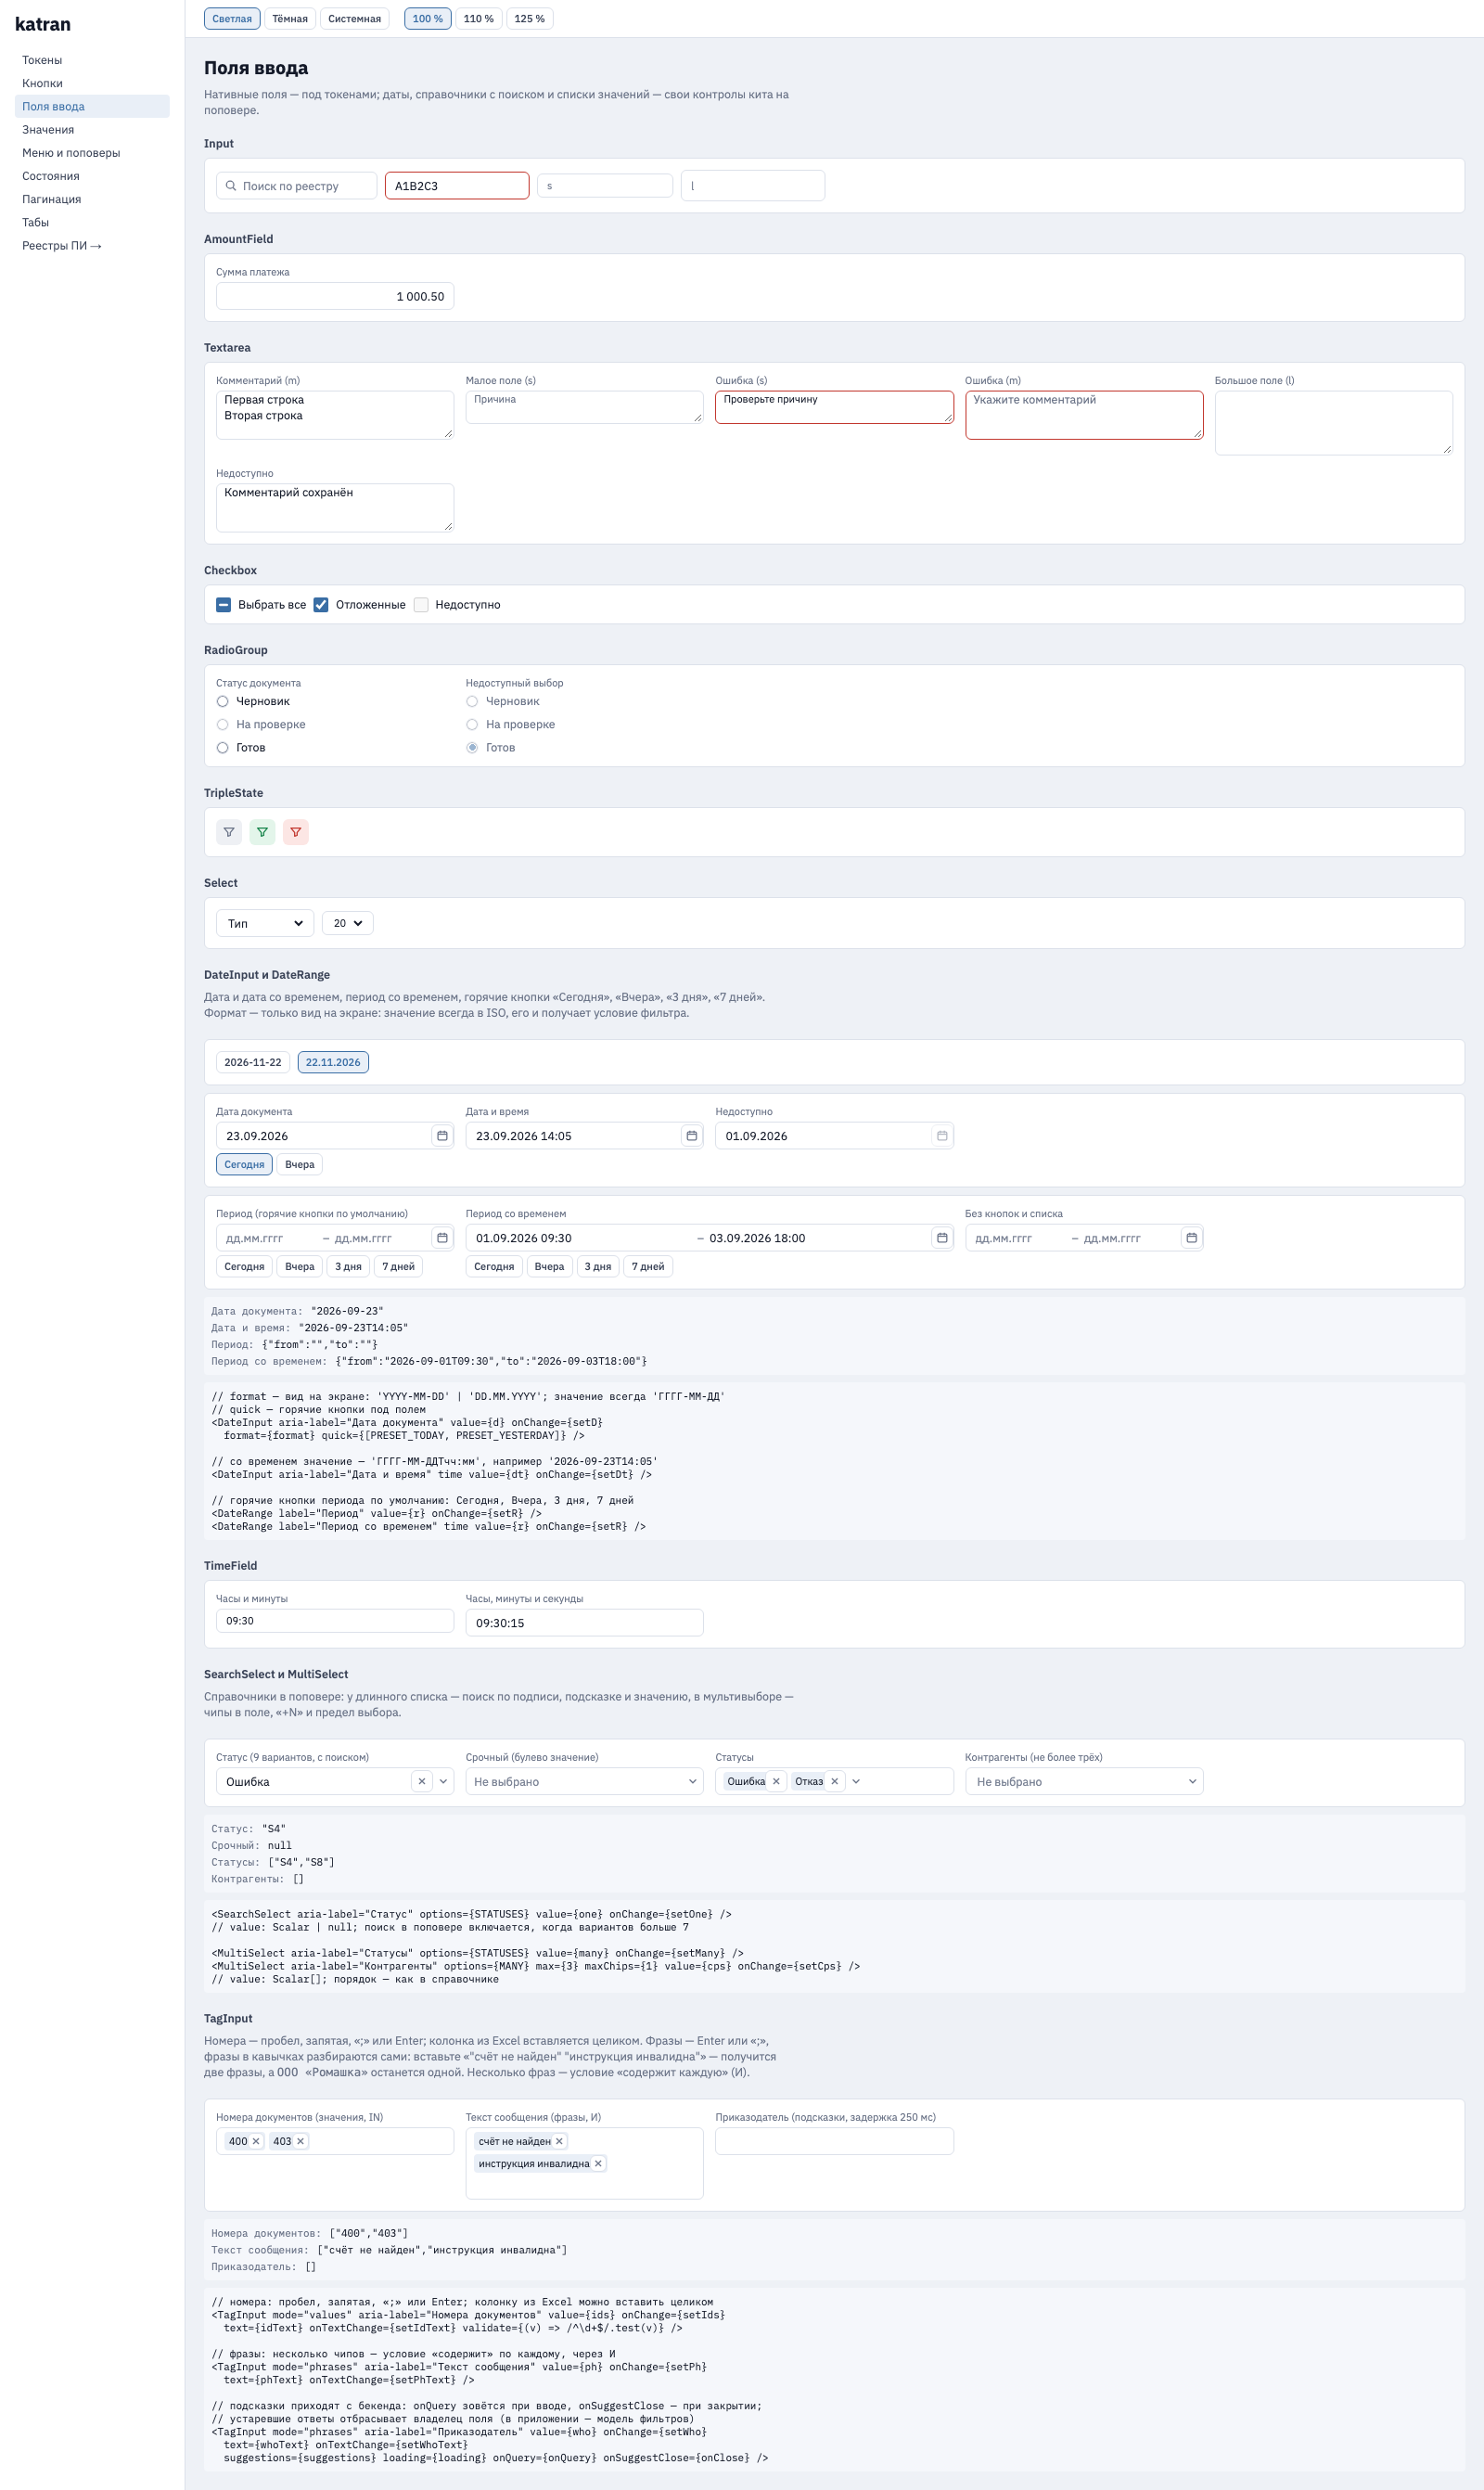 katran
Токены
Кнопки
Поля ввода
Значения
Меню и поповеры
Состояния
Пагинация
Табы
Реестры ПИ →
Светлая Тёмная Системная 100 % 110 % 125 %
Поля ввода
Нативные поля — под токенами; даты, справочники с поиском и списки значений — свои контролы кита на
поповере.
Input
Поиск по реестру A1B2C3 s l
AmountField
Сумма платежа
1 000.50
Textarea
Комментарий (m) Малое поле (s) Ошибка (s) Ошибка (m) Большое поле (l)
Первая строка Причина Проверьте причину Укажите комментарий
Вторая строка
Недоступно
Комментарий сохранён
Checkbox
Выбрать все Отложенные Недоступно
RadioGroup
Статус документа Недоступный выбор
Черновик Черновик
На проверке На проверке
Готов Готов
TripleState
Select
Тип 20
DateInput и DateRange
Дата и дата со временем, период со временем, горячие кнопки «Сегодня», «Вчера», «3 дня», «7 дней».
Формат — только вид на экране: значение всегда в ISO, его и получает условие фильтра.
2026-11-22 22.11.2026
Дата документа Дата и время Недоступно
23.09.2026 23.09.2026 14:05 01.09.2026
Сегодня Вчера
Период (горячие кнопки по умолчанию) Период со временем Без кнопок и списка
дд.мм.гггг – дд.мм.гггг 01.09.2026 09:30 – 03.09.2026 18:00 дд.мм.гггг – дд.мм.гггг
Сегодня Вчера 3 дня 7 дней Сегодня Вчера 3 дня 7 дней
Дата документа: "2026-09-23"
Дата и время: "2026-09-23T14:05"
Период: {"from":"","to":""}
Период со временем: {"from":"2026-09-01T09:30","to":"2026-09-03T18:00"}
// format — вид на экране: 'YYYY-MM-DD' | 'DD.MM.YYYY'; значение всегда 'ГГГГ-ММ-ДД'
// quick — горячие кнопки под полем
<DateInput aria-label="Дата документа" value={d} onChange={setD}
format={format} quick={[PRESET_TODAY, PRESET_YESTERDAY]} />
// со временем значение — 'ГГГГ-ММ-ДДTчч:мм', например '2026-09-23T14:05'
<DateInput aria-label="Дата и время" time value={dt} onChange={setDt} />
// горячие кнопки периода по умолчанию: Сегодня, Вчера, 3 дня, 7 дней
<DateRange label="Период" value={r} onChange={setR} />
<DateRange label="Период со временем" time value={r} onChange={setR} />
TimeField
Часы и минуты Часы, минуты и секунды
09:30 09:30:15
SearchSelect и MultiSelect
Справочники в поповере: у длинного списка — поиск по подписи, подсказке и значению, в мультивыборе —
чипы в поле, «+N» и предел выбора.
Статус (9 вариантов, с поиском) Срочный (булево значение) Статусы Контрагенты (не более трёх)
Ошибка Не выбрано Ошибка Отказ Не выбрано
Статус: "S4"
Срочный: null
Статусы: ["S4","S8"]
Контрагенты: []
<SearchSelect aria-label="Статус" options={STATUSES} value={one} onChange={setOne} />
// value: Scalar | null; поиск в поповере включается, когда вариантов больше 7
<MultiSelect aria-label="Статусы" options={STATUSES} value={many} onChange={setMany} />
<MultiSelect aria-label="Контрагенты" options={MANY} max={3} maxChips={1} value={cps} onChange={setCps} />
// value: Scalar[]; порядок — как в справочнике
TagInput
Номера — пробел, запятая, «;» или Enter; колонка из Excel вставляется целиком. Фразы — Enter или «;»,
фразы в кавычках разбираются сами: вставьте «"счёт не найден" "инструкция инвалидна"» — получится
две фразы, а ООО «Ромашка» останется одной. Несколько фраз — условие «содержит каждую» (И).
Номера документов (значения, IN) Текст сообщения (фразы, И) Приказодатель (подсказки, задержка 250 мс)
400 403 счёт не найден
инструкция инвалидна
Номера документов: ["400","403"]
Текст сообщения: ["счёт не найден","инструкция инвалидна"]
Приказодатель: []
// номера: пробел, запятая, «;» или Enter; колонку из Excel можно вставить целиком
<TagInput mode="values" aria-label="Номера документов" value={ids} onChange={setIds}
text={idText} onTextChange={setIdText} validate={(v) => /^\d+$/.test(v)} />
// фразы: несколько чипов — условие «содержит» по каждому, через И
<TagInput mode="phrases" aria-label="Текст сообщения" value={ph} onChange={setPh}
text={phText} onTextChange={setPhText} />
// подсказки приходят с бекенда: onQuery зовётся при вводе, onSuggestClose — при закрытии;
// устаревшие ответы отбрасывает владелец поля (в приложении — модель фильтров)
<TagInput mode="phrases" aria-label="Приказодатель" value={who} onChange={setWho}
text={whoText} onTextChange={setWhoText}
suggestions={suggestions} loading={loading} onQuery={onQuery} onSuggestClose={onClose} />